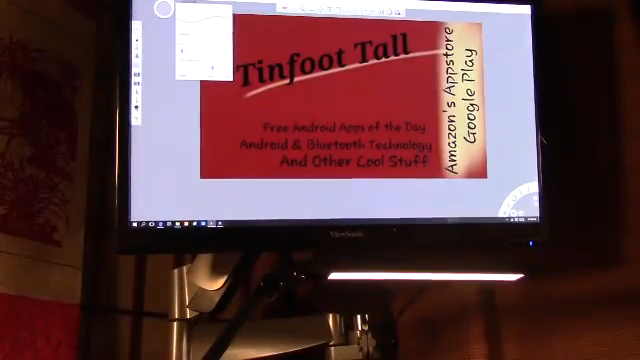 Tinfoot Tall
Free Android Apps of the Day
Android & Bluetooth Technology
And Other Cool Stuff
Amazon's Appstore
Google Play
ViewSonic